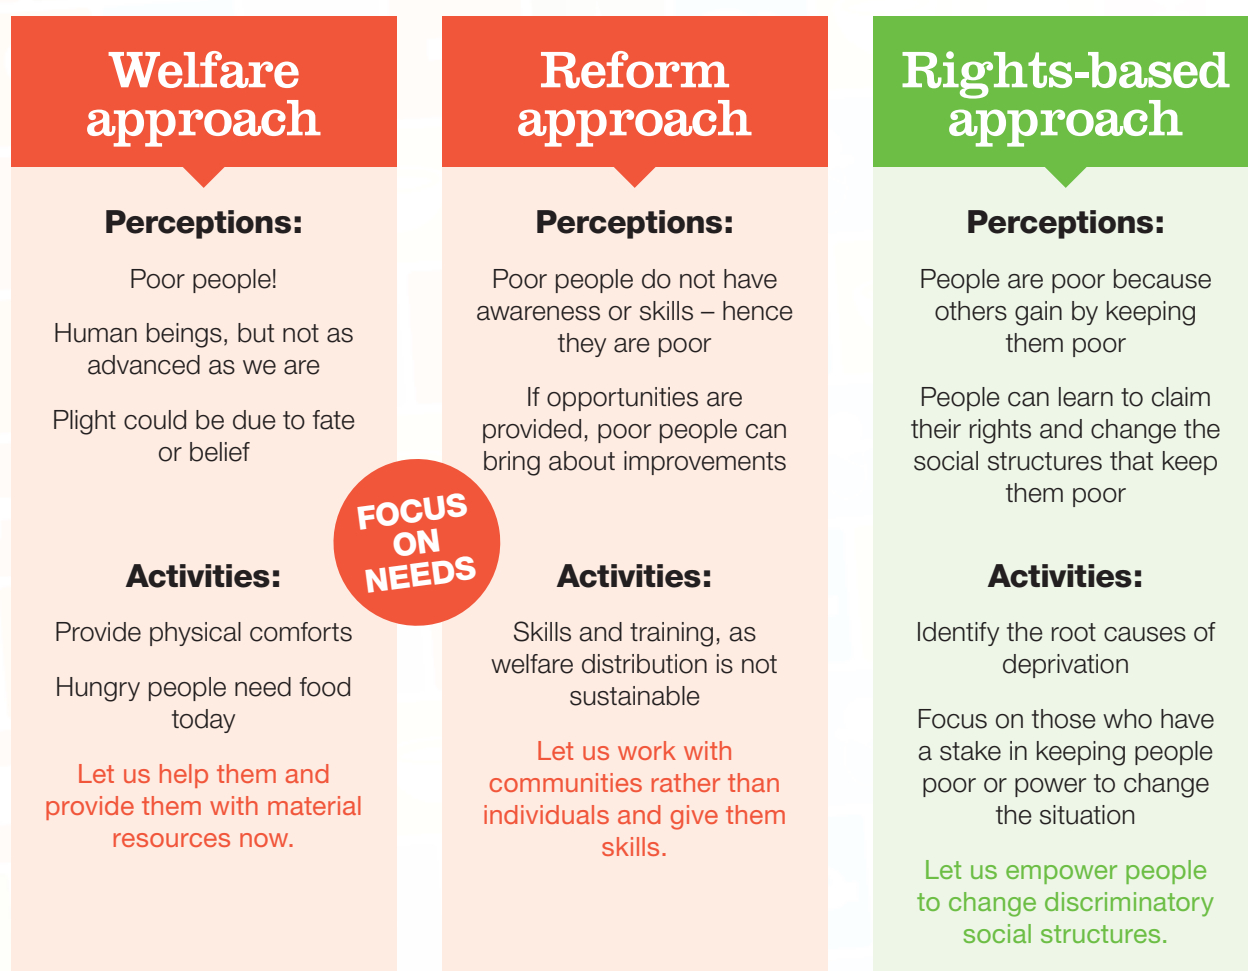 Welfare
approach
Perceptions:
Poor people!
Human beings, but not as
advanced as we are
Plight could be due to fate
or belief
Activities:
Provide physical comforts
Hungry people need food
today
Let us help them and
provide them with material
resources now.
FOCUS
ON
NEEDS
Reform
approach
Perceptions:
Poor people do not have
awareness or skills – hence
they are poor
If opportunities are
provided, poor people can
bring about improvements
Activities:
Skills and training, as
welfare distribution is not
sustainable
Let us work with
communities rather than
individuals and give them
skills.
Rights-based
approach
Perceptions:
People are poor because
others gain by keeping
them poor
People can learn to claim
their rights and change the
social structures that keep
them poor
Activities:
Identify the root causes of
deprivation
Focus on those who have
a stake in keeping people
poor or power to change
the situation
Let us empower people
to change discriminatory
social structures.